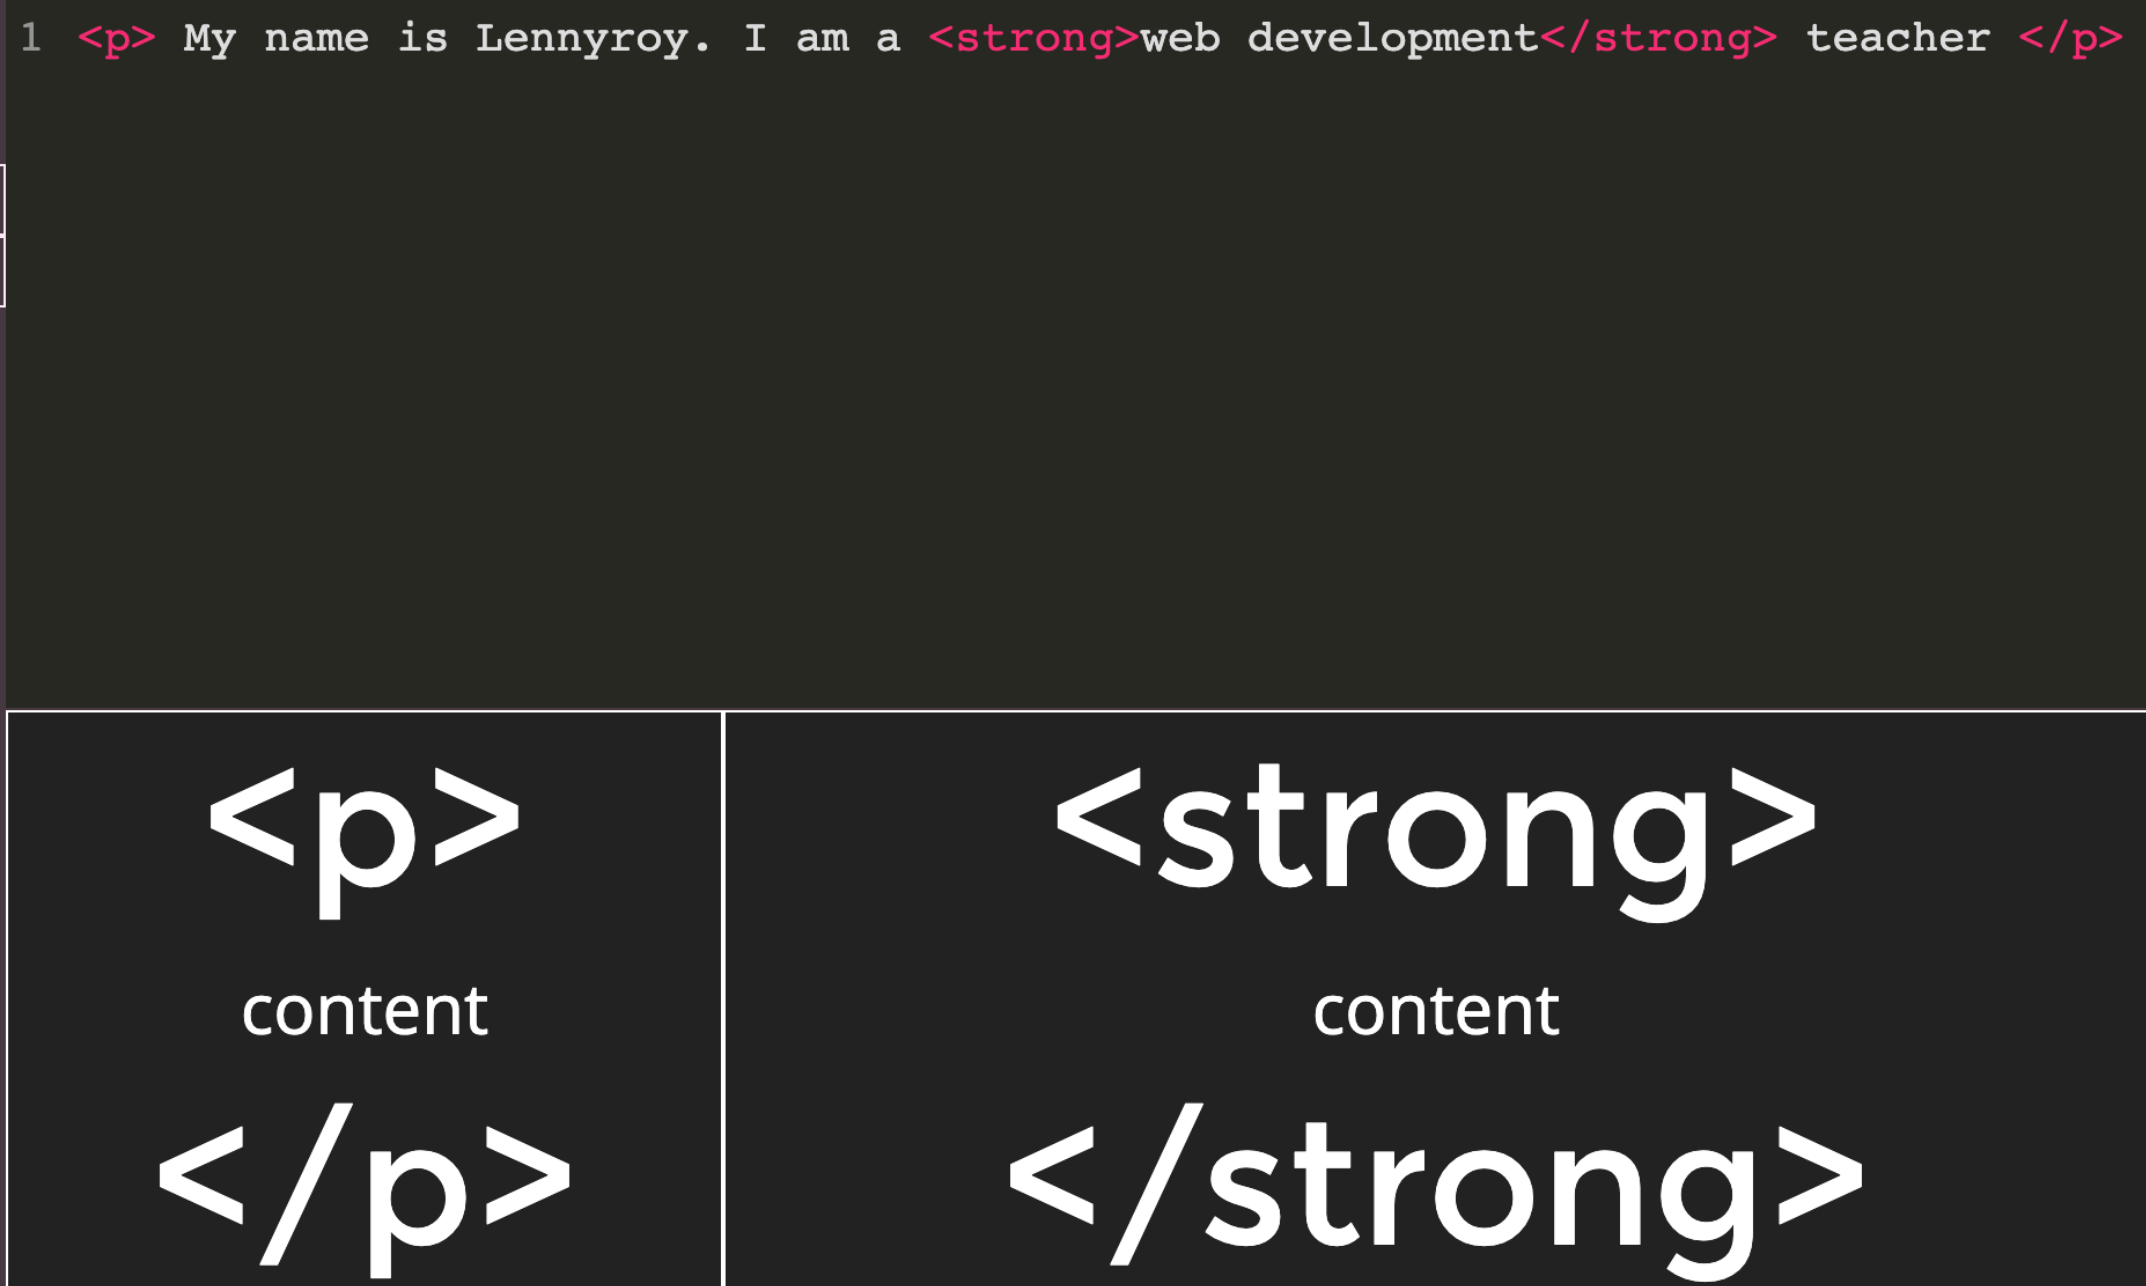 1 <p> My name is Lennyroy. I am a <strong>web development</strong> teacher </p>
<p>
content
</p>
<strong>
content
</strong>